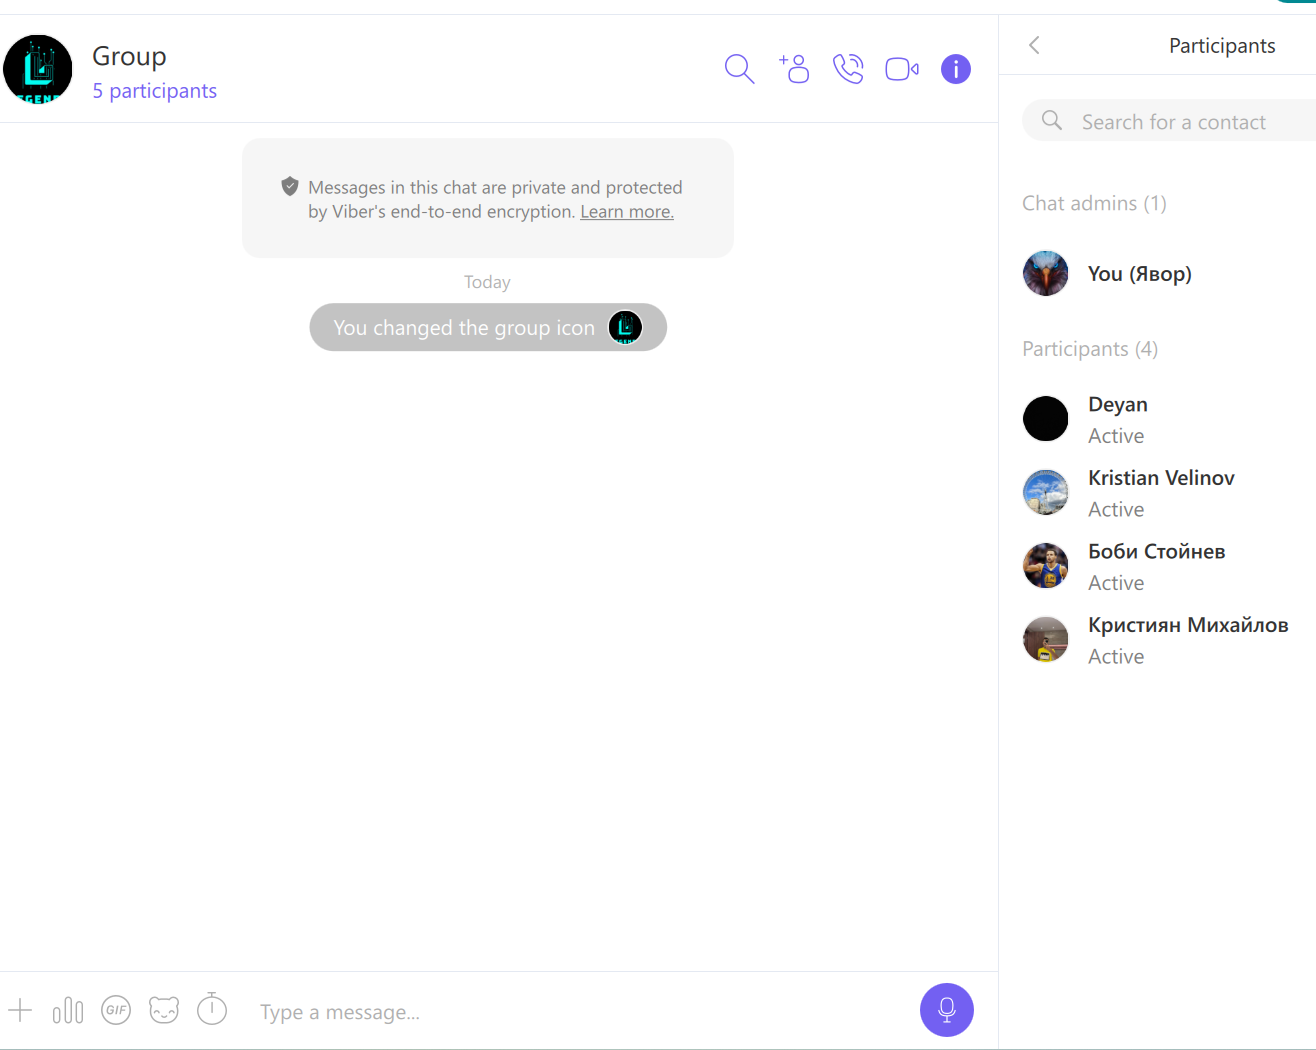 Group
5 participants
Messages in this chat are private and protected
by Viber's end-to-end encryption. Learn more.
Today
You changed the group icon
GIF
Type a message...
Participants
Search for a contact
Chat admins (1)
You (Явор)
Participants (4)
Deyan
Active
Kristian Velinov
Active
Боби Стойнев
Active
Кристиян Михайлов
Active